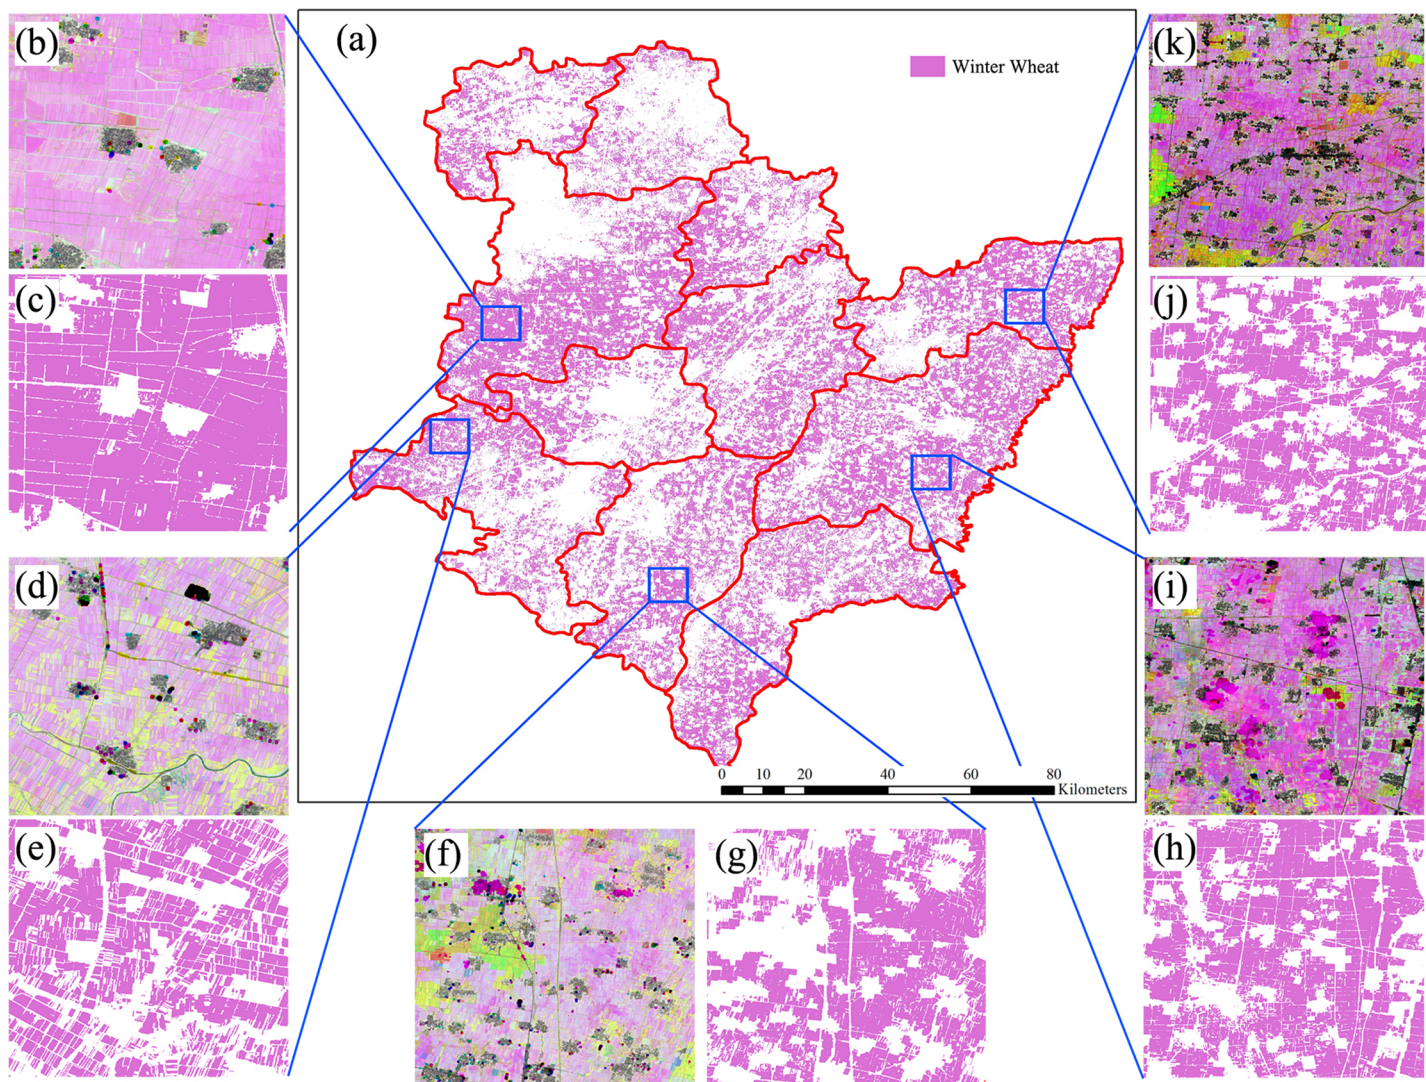 (b)
(a)
Winter Wheat
(k)
(c)
(j)
(d)
(i)
0 10 20 40 60 80
Kilometers
(e)
(f)
(g)
(h)